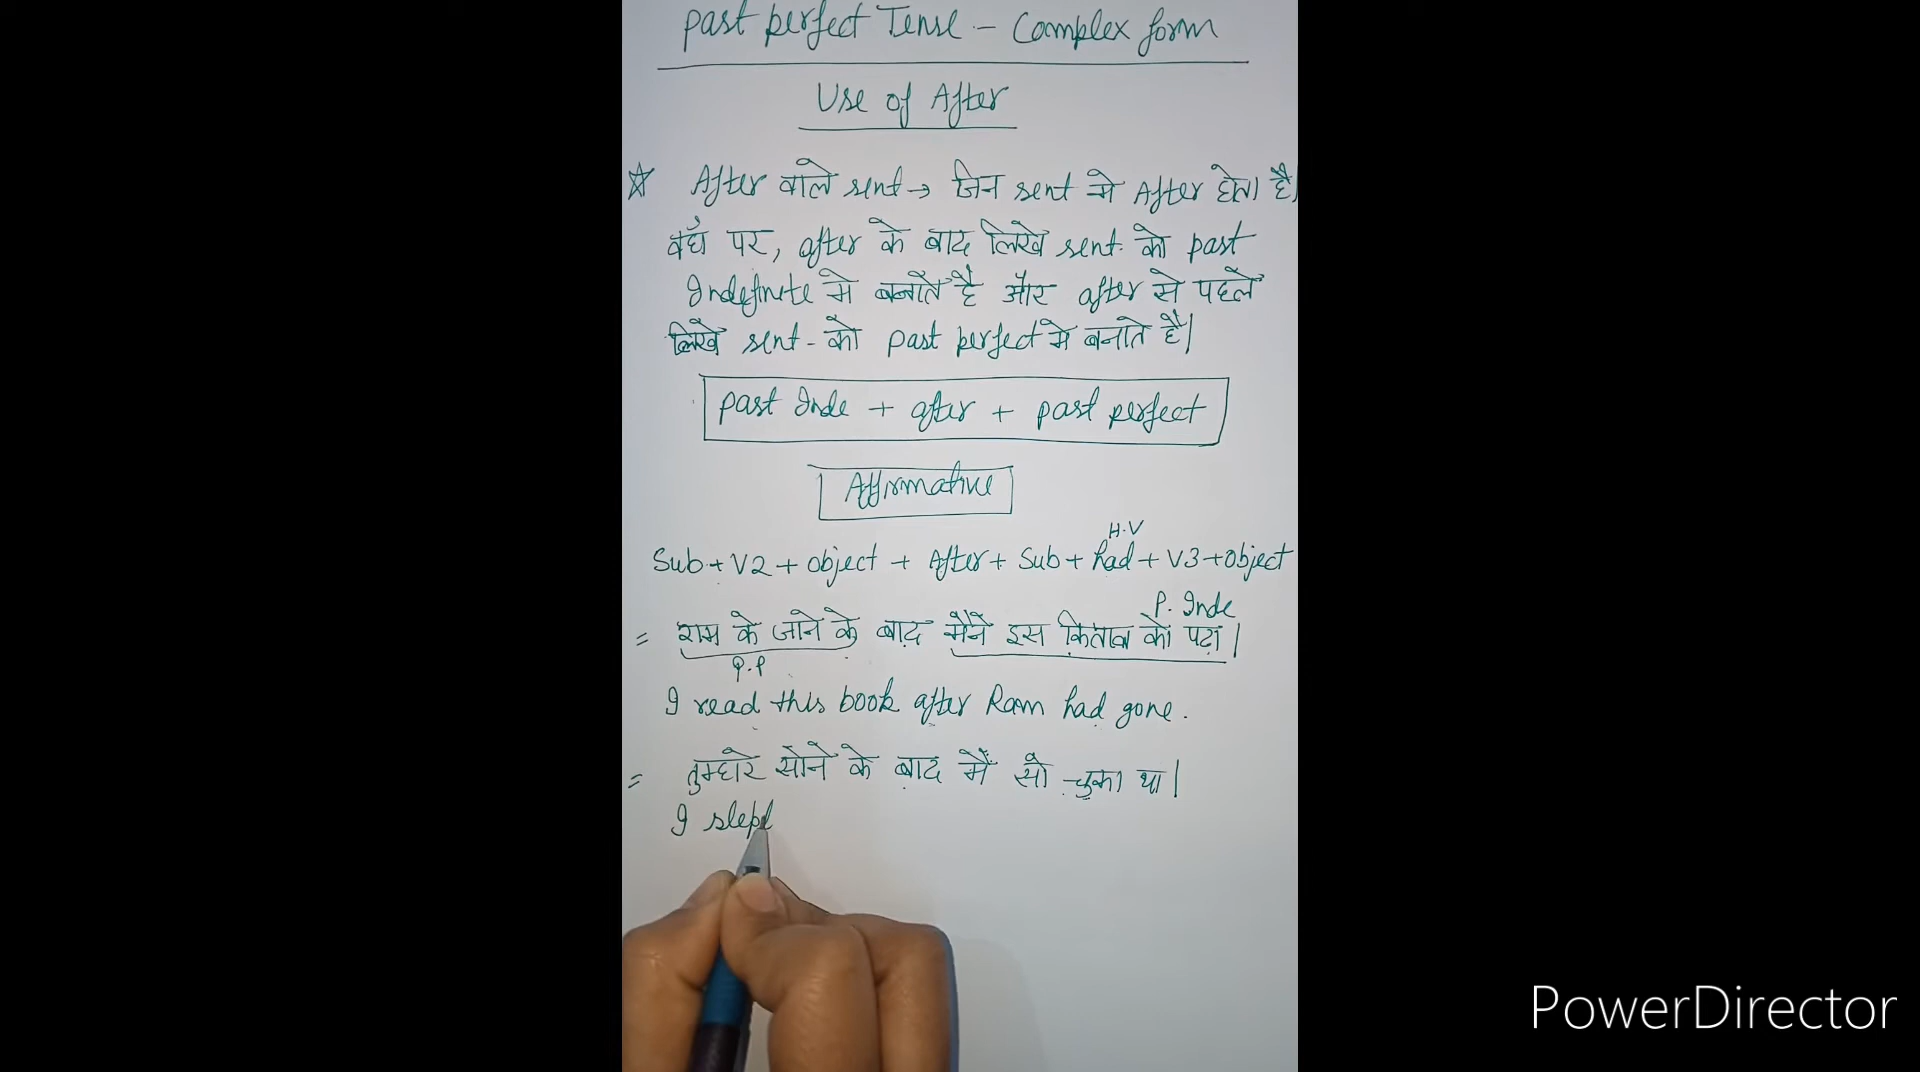 Past perfect Tense - Complex form
Use of After
☆ After वाले sent → जिन sent मे After होता है।
वहाँ पर, after के बाद लिखे sent. को past
Indefinite मे बनाते है और after से पहले
लिखे sent - को past perfect मे बनाते है।
past Inde + after + past perfect
Affirmative
H.V
Sub + V2 + object + After + Sub + had + V3 + object
P. Inde
= राम के जाने के बाद मैनें इस किताब को पढ़ा।
P.P
I read this book after Ram had gone.
= तुम्हारे सोने के बाद मैं सो चुका था।
I slept
PowerDirector